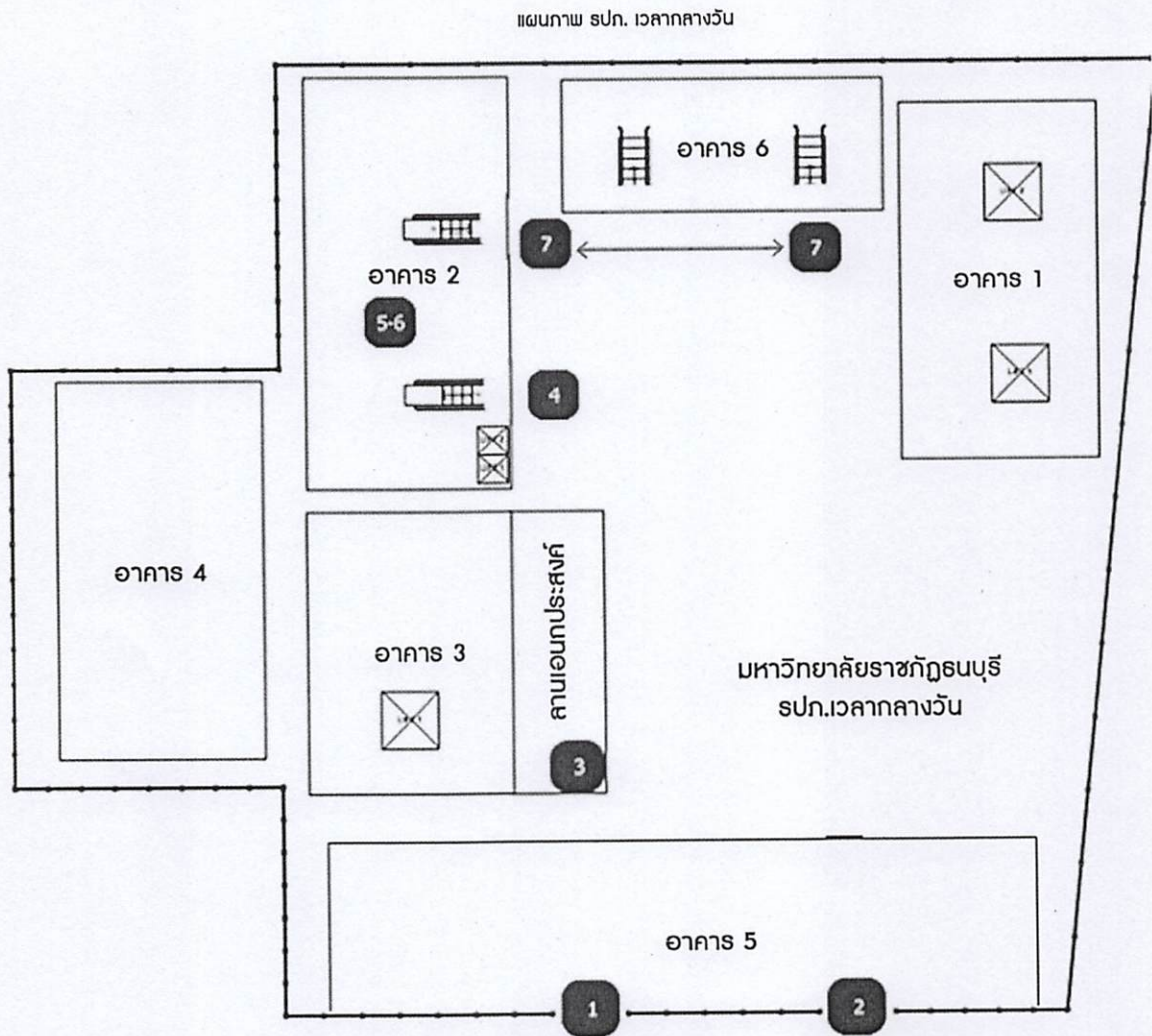 แผนภาพ รปภ. เวลากลางวัน
อาคาร 6
7
7
อาคาร 2
อาคาร 1
5-6
4
อาคาร 4
ลานเอนกประสงค์
อาคาร 3
มหาวิทยาลัยราชภัฏธนบุรี
รปภ.เวลากลางวัน
3
อาคาร 5
1
2